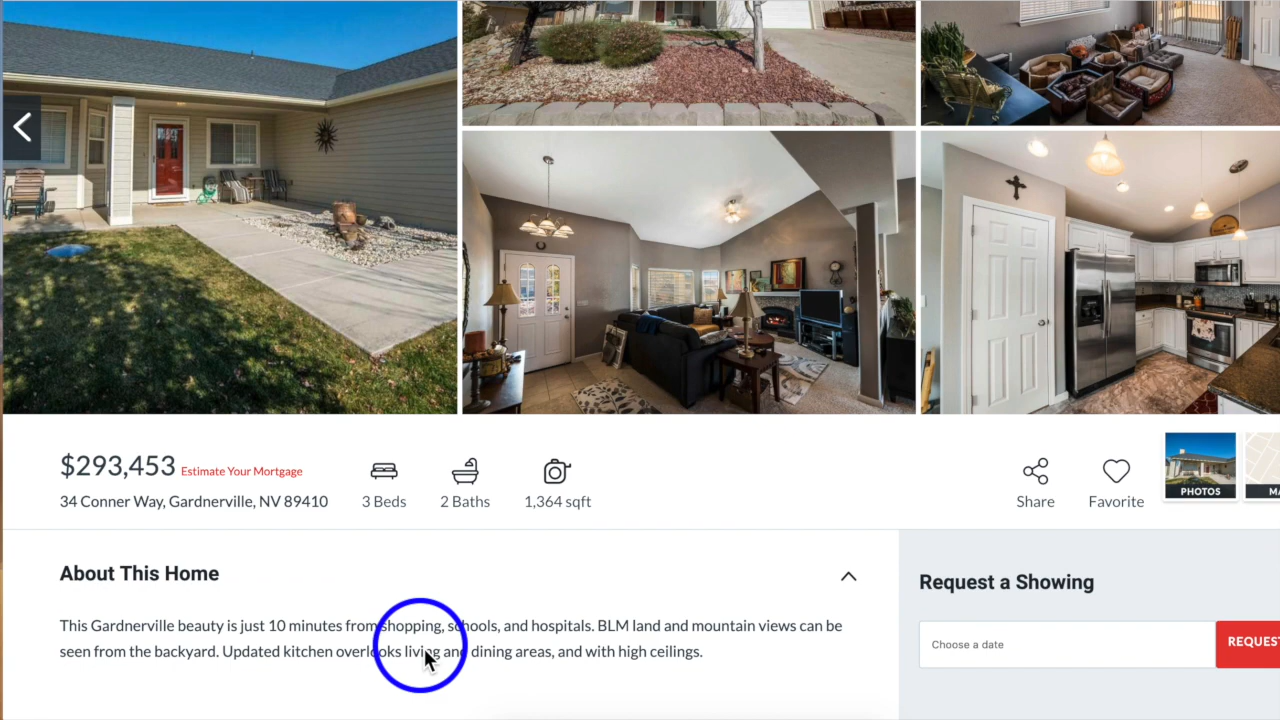 $293,453 Estimate Your Mortgage
34 Conner Way, Gardnerville, NV 89410
3 Beds
2 Baths
1,364 sqft
Share
Favorite
PHOTOS
MA
About This Home
This Gardnerville beauty is just 10 minutes from shopping, schools, and hospitals. BLM land and mountain views can be
seen from the backyard. Updated kitchen overlooks living and dining areas, and with high ceilings.
Request a Showing
Choose a date
REQUEST